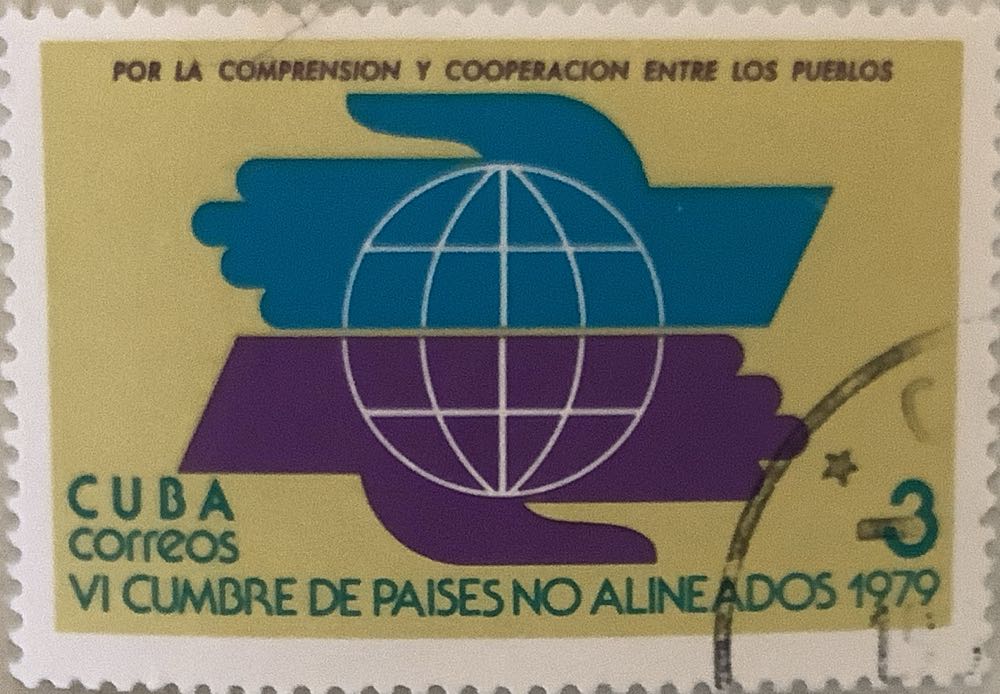 POR LA COMPRENSION Y COOPERACION ENTRE LOS PUEBLOS
CUBA
correos
3
VI CUMBRE DE PAISES NO ALINEADOS 1979